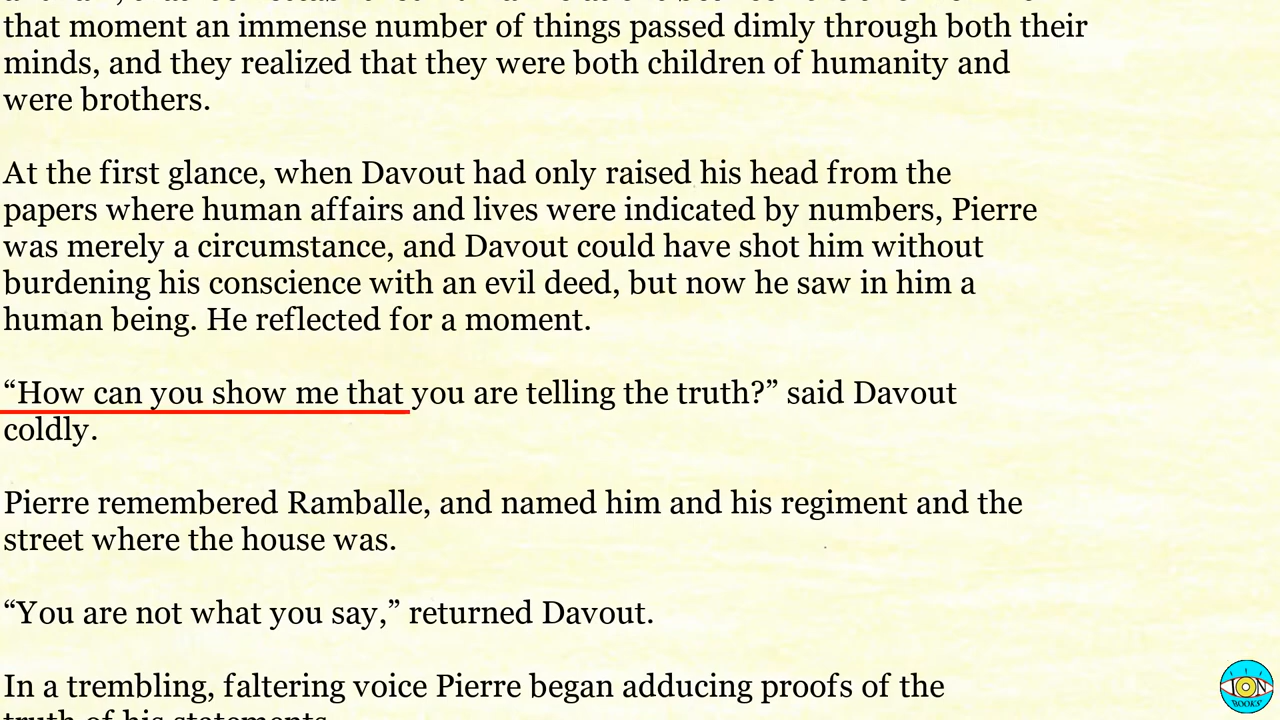 that moment an immense number of things passed dimly through both their
minds, and they realized that they were both children of humanity and
were brothers.
At the first glance, when Davout had only raised his head from the
papers where human affairs and lives were indicated by numbers, Pierre
was merely a circumstance, and Davout could have shot him without
burdening his conscience with an evil deed, but now he saw in him a
human being. He reflected for a moment.
“How can you show me that you are telling the truth?” said Davout
coldly.
Pierre remembered Ramballe, and named him and his regiment and the
street where the house was.
“You are not what you say,” returned Davout.
In a trembling, faltering voice Pierre began adducing proofs of the
truth of his statements.
ION
BOOKS